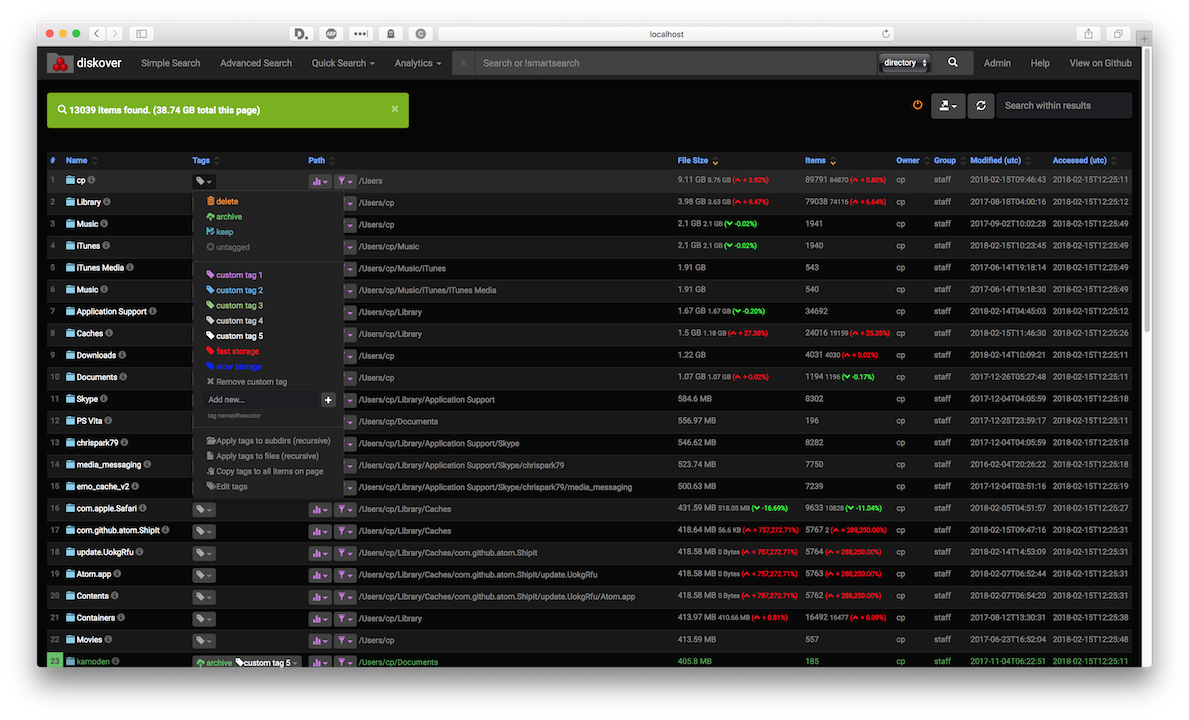 D. ABP ••• C localhost
diskover Simple Search Advanced Search Quick Search Analytics × Search or !smartsearch directory Admin Help View on Github
13039 items found. (38.74 GB total this page) ×
Search within results
# Name Tags Path File Size Items Owner Group Modified (utc) Accessed (utc)
1 cp /Users 9.11 GB 8.76 GB ( + 3.92%) 89791 84870 ( + 5.80%) cp staff 2018-02-15T09:46:43 2018-02-15T12:25:11
2 Library /Users/cp 3.98 GB 3.63 GB ( + 9.47%) 79038 74116 ( + 6.64%) cp staff 2017-08-18T04:00:16 2018-02-15T12:25:12
3 Music /Users/cp 2.1 GB 2.1 GB ( -0.02%) 1941 cp staff 2017-09-02T10:02:28 2018-02-15T12:25:49
4 iTunes /Users/cp/Music 2.1 GB 2.1 GB ( -0.02%) 1940 cp staff 2018-02-15T10:23:45 2018-02-15T12:25:49
5 iTunes Media /Users/cp/Music/iTunes 1.91 GB 543 cp staff 2017-06-14T19:18:14 2018-02-15T12:25:49
6 Music /Users/cp/Music/iTunes/iTunes Media 1.91 GB 540 cp staff 2017-06-14T19:18:30 2018-02-15T12:25:49
7 Application Support /Users/cp/Library 1.67 GB 1.67 GB ( -0.20%) 34692 cp staff 2018-02-14T04:45:03 2018-02-15T12:25:12
8 Caches /Users/cp/Library 1.5 GB 1.18 GB ( + 27.38%) 24016 19159 ( + 25.35%) cp staff 2018-02-15T11:46:30 2018-02-15T12:25:26
9 Downloads /Users/cp 1.22 GB 4031 4030 ( + 0.02%) cp staff 2018-02-14T10:09:21 2018-02-15T12:25:11
10 Documents /Users/cp 1.07 GB 1.07 GB ( + 0.02%) 1194 1196 ( -0.17%) cp staff 2017-12-26T05:27:48 2018-02-15T12:25:11
11 Skype /Users/cp/Library/Application Support 584.6 MB 8302 cp staff 2017-12-04T04:05:59 2018-02-15T12:25:18
12 PS Vita /Users/cp/Documents 556.97 MB 196 cp staff 2017-12-25T23:59:17 2018-02-15T12:25:11
13 chrispark79 /Users/cp/Library/Application Support/Skype 546.62 MB 8282 cp staff 2017-12-04T04:05:59 2018-02-15T12:25:18
14 media_messaging /Users/cp/Library/Application Support/Skype/chrispark79 523.74 MB 7750 cp staff 2016-02-04T20:26:22 2018-02-15T12:25:18
15 emo_cache_v2 /Users/cp/Library/Application Support/Skype/chrispark79/media_messaging 500.63 MB 7239 cp staff 2017-12-04T03:51:16 2018-02-15T12:25:19
16 com.apple.Safari /Users/cp/Library/Caches 431.59 MB 518.05 MB ( -16.69%) 9633 10828 ( -11.04%) cp staff 2018-02-05T04:51:57 2018-02-15T12:25:27
17 com.github.atom.ShipIt /Users/cp/Library/Caches 418.64 MB 56.6 KB ( + 757,272.71%) 5767 2 ( + 288,250.00%) cp staff 2018-02-15T09:47:16 2018-02-15T12:25:31
18 update.UokgRfu /Users/cp/Library/Caches/com.github.atom.ShipIt 418.58 MB 0 Bytes ( + 757,272.71%) 5764 ( + 288,250.00%) cp staff 2018-02-14T14:53:09 2018-02-15T12:25:31
19 Atom.app /Users/cp/Library/Caches/com.github.atom.ShipIt/update.UokgRfu 418.58 MB 0 Bytes ( + 757,272.71%) 5763 ( + 288,250.00%) cp staff 2018-02-07T06:52:44 2018-02-15T12:25:31
20 Contents /Users/cp/Library/Caches/com.github.atom.ShipIt/update.UokgRfu/Atom.app 418.58 MB 0 Bytes ( + 757,272.71%) 5762 ( + 288,250.00%) cp staff 2018-02-07T06:54:20 2018-02-15T12:25:31
21 Containers /Users/cp/Library 413.97 MB 410.66 MB ( + 0.81%) 16492 16477 ( + 0.09%) cp staff 2017-08-12T13:30:31 2018-02-15T12:25:38
22 Movies /Users/cp 413.59 MB 557 cp staff 2017-06-23T16:52:04 2018-02-15T12:25:48
23 kamoden archive custom tag 5 /Users/cp/Documents 405.8 MB 185 cp staff 2017-11-04T06:22:51 2018-02-15T12:25:11
delete
archive
keep
untagged
custom tag 1
custom tag 2
custom tag 3
custom tag 4
custom tag 5
fast storage
slow storage
Remove custom tag
Add new... +
tag name|#hexcolor
Apply tags to subdirs (recursive)
Apply tags to files (recursive)
Copy tags to all items on page
Edit tags